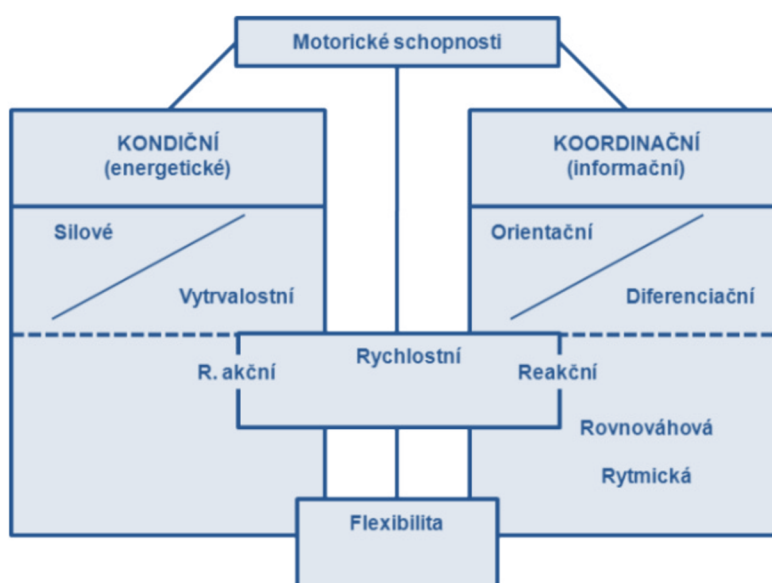 Motorické schopnosti
KONDIČNÍ
(energetické)
KOORDINAČNÍ
(informační)
Silové
Vytrvalostní
Orientační
Diferenciační
Rychlostní
R. akční
Reakční
Rovnováhová
Rytmická
Flexibilita